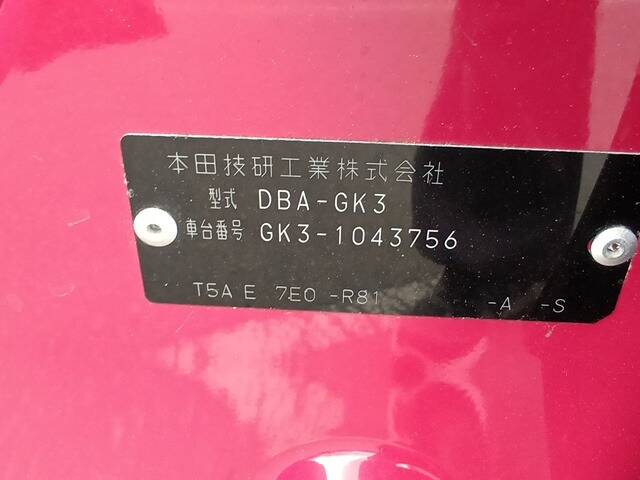 本田技研工業株式会社
型式 DBA-GK3
車台番号 GK3-1043756
T5A E 7E0 -R81 -A -S